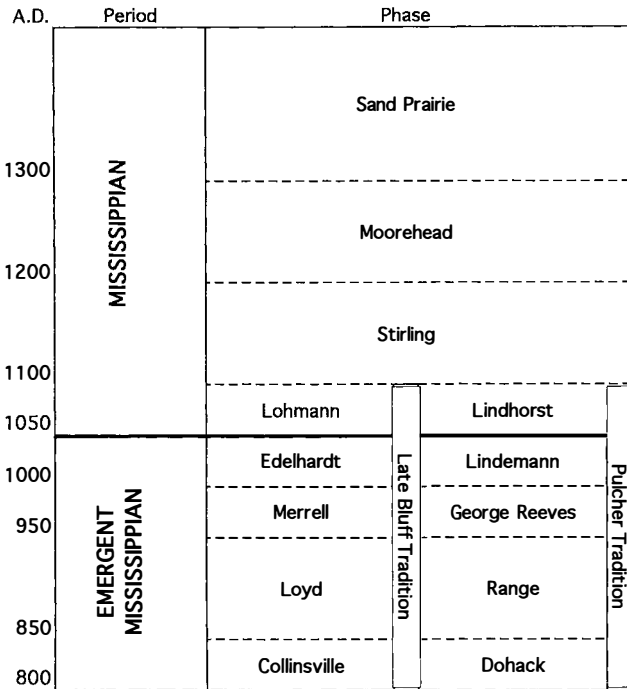 A.D. Period Phase
Sand Prairie
1300
MISSISSIPPIAN
Moorehead
1200
Stirling
1100
Lohmann Lindhorst
1050
Edelhardt Lindemann
1000
Late Bluff Tradition
Pulcher Tradition
Merrell George Reeves
950
EMERGENT
MISSISSIPPIAN
Loyd Range
850
Collinsville Dohack
800